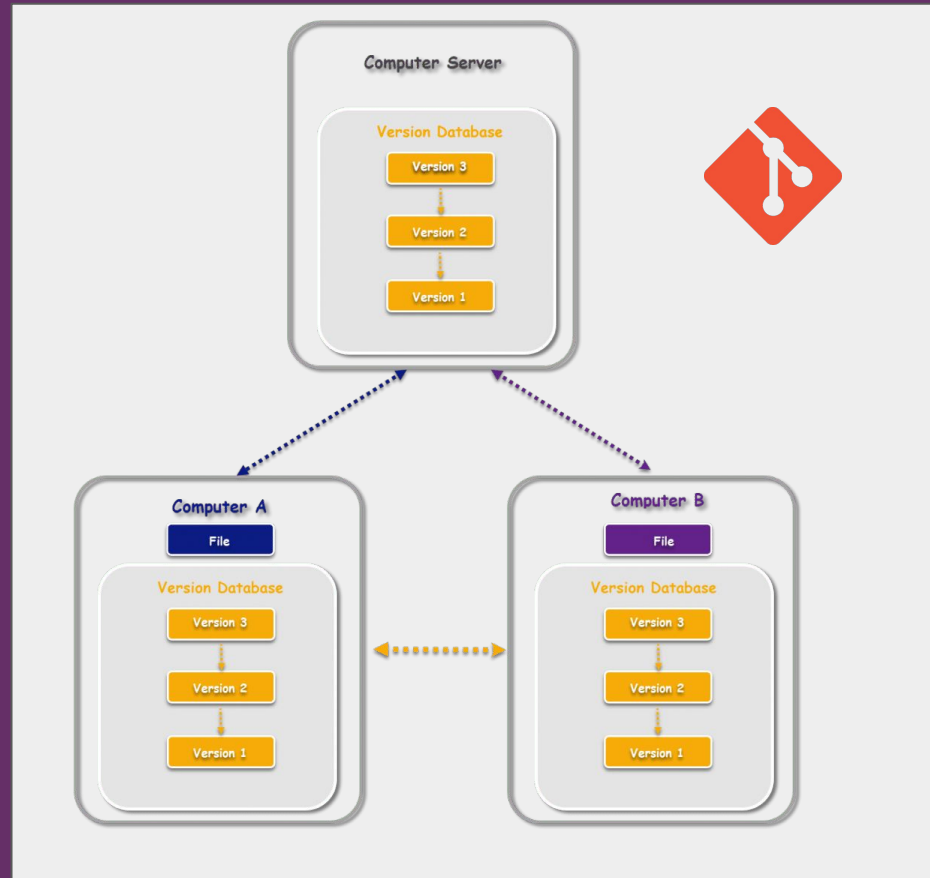 Computer Server
Version Database
Version 3
Version 2
Version 1
Computer A
File
Version Database
Version 3
Version 2
Version 1
Computer B
File
Version Database
Version 3
Version 2
Version 1